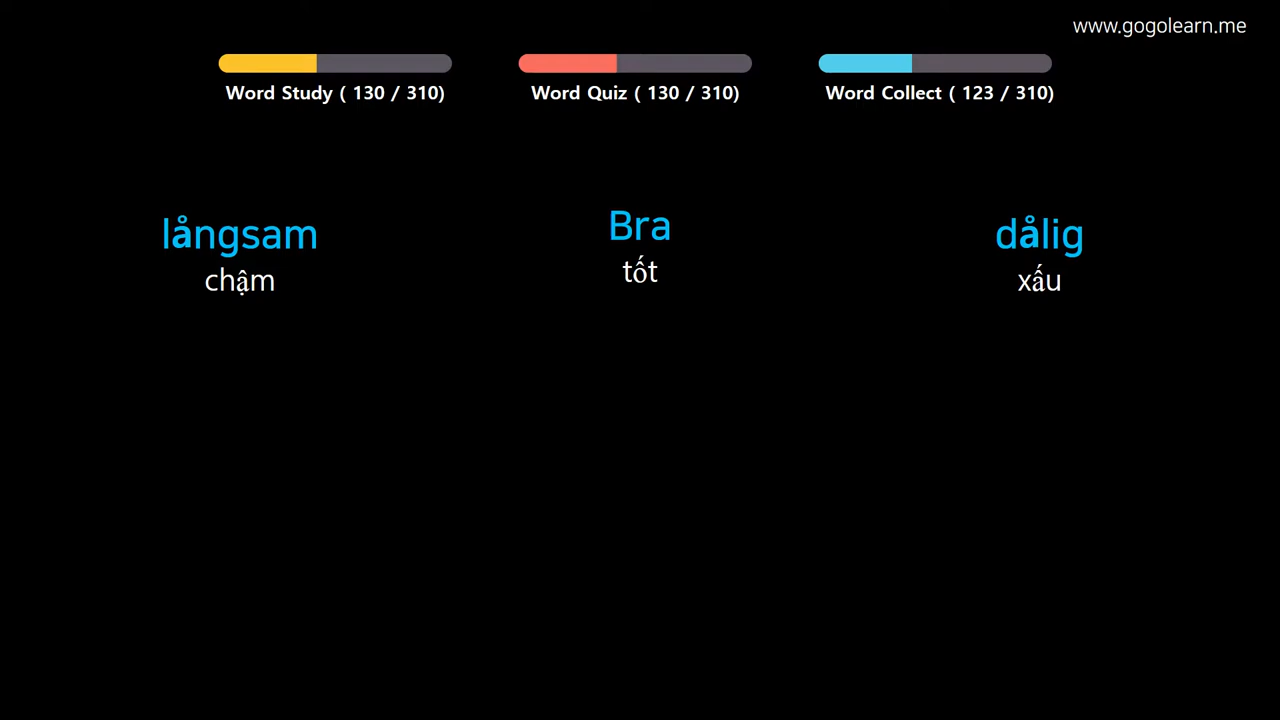 www.gogolearn.me
Word Study ( 130 / 310)
Word Quiz ( 130 / 310)
Word Collect ( 123 / 310)
långsam
chậm
Bra
tốt
dålig
xấu